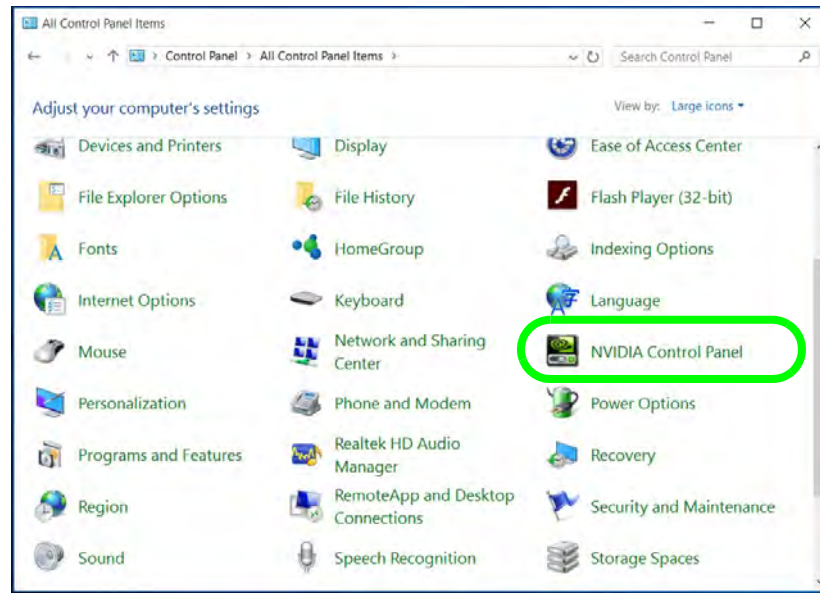 All Control Panel Items
Control Panel > All Control Panel Items >
Search Control Panel
Adjust your computer's settings
View by: Large icons
Devices and Printers
Display
Ease of Access Center
File Explorer Options
File History
Flash Player (32-bit)
Fonts
HomeGroup
Indexing Options
Internet Options
Keyboard
Language
Mouse
Network and Sharing
Center
NVIDIA Control Panel
Personalization
Phone and Modem
Power Options
Programs and Features
Realtek HD Audio
Manager
Recovery
Region
RemoteApp and Desktop
Connections
Security and Maintenance
Sound
Speech Recognition
Storage Spaces